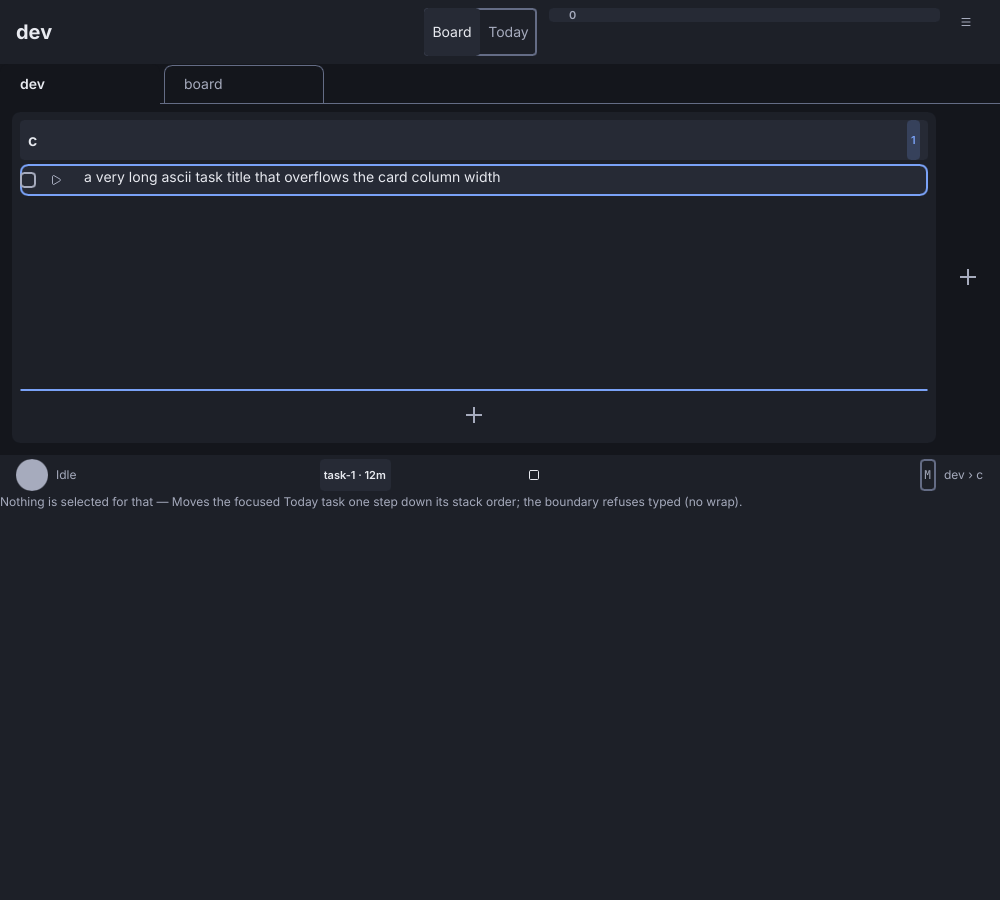 dev
Board Today
0
dev
board
c
1
a very long ascii task title that overflows the card column width
Idle
task-1 · 12m
M
dev › c
Nothing is selected for that — Moves the focused Today task one step down its stack order; the boundary refuses typed (no wrap).